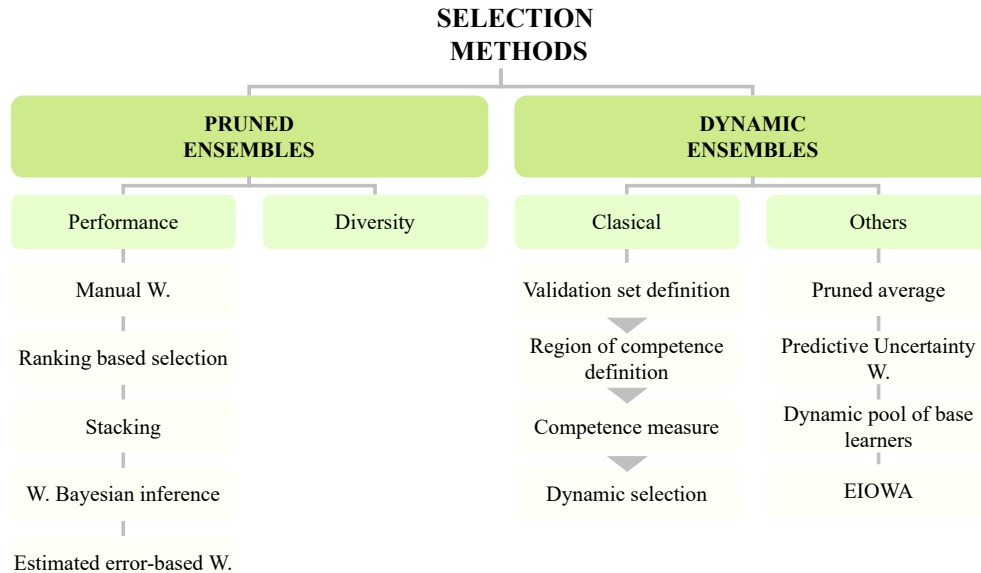 SELECTION
METHODS
PRUNED
ENSEMBLES
DYNAMIC
ENSEMBLES
Performance
Diversity
Clasical
Others
Manual W.
Ranking based selection
Stacking
W. Bayesian inference
Estimated error-based W.
Validation set definition
Region of competence
definition
Competence measure
Dynamic selection
Pruned average
Predictive Uncertainty
W.
Dynamic pool of base
learners
EIOWA